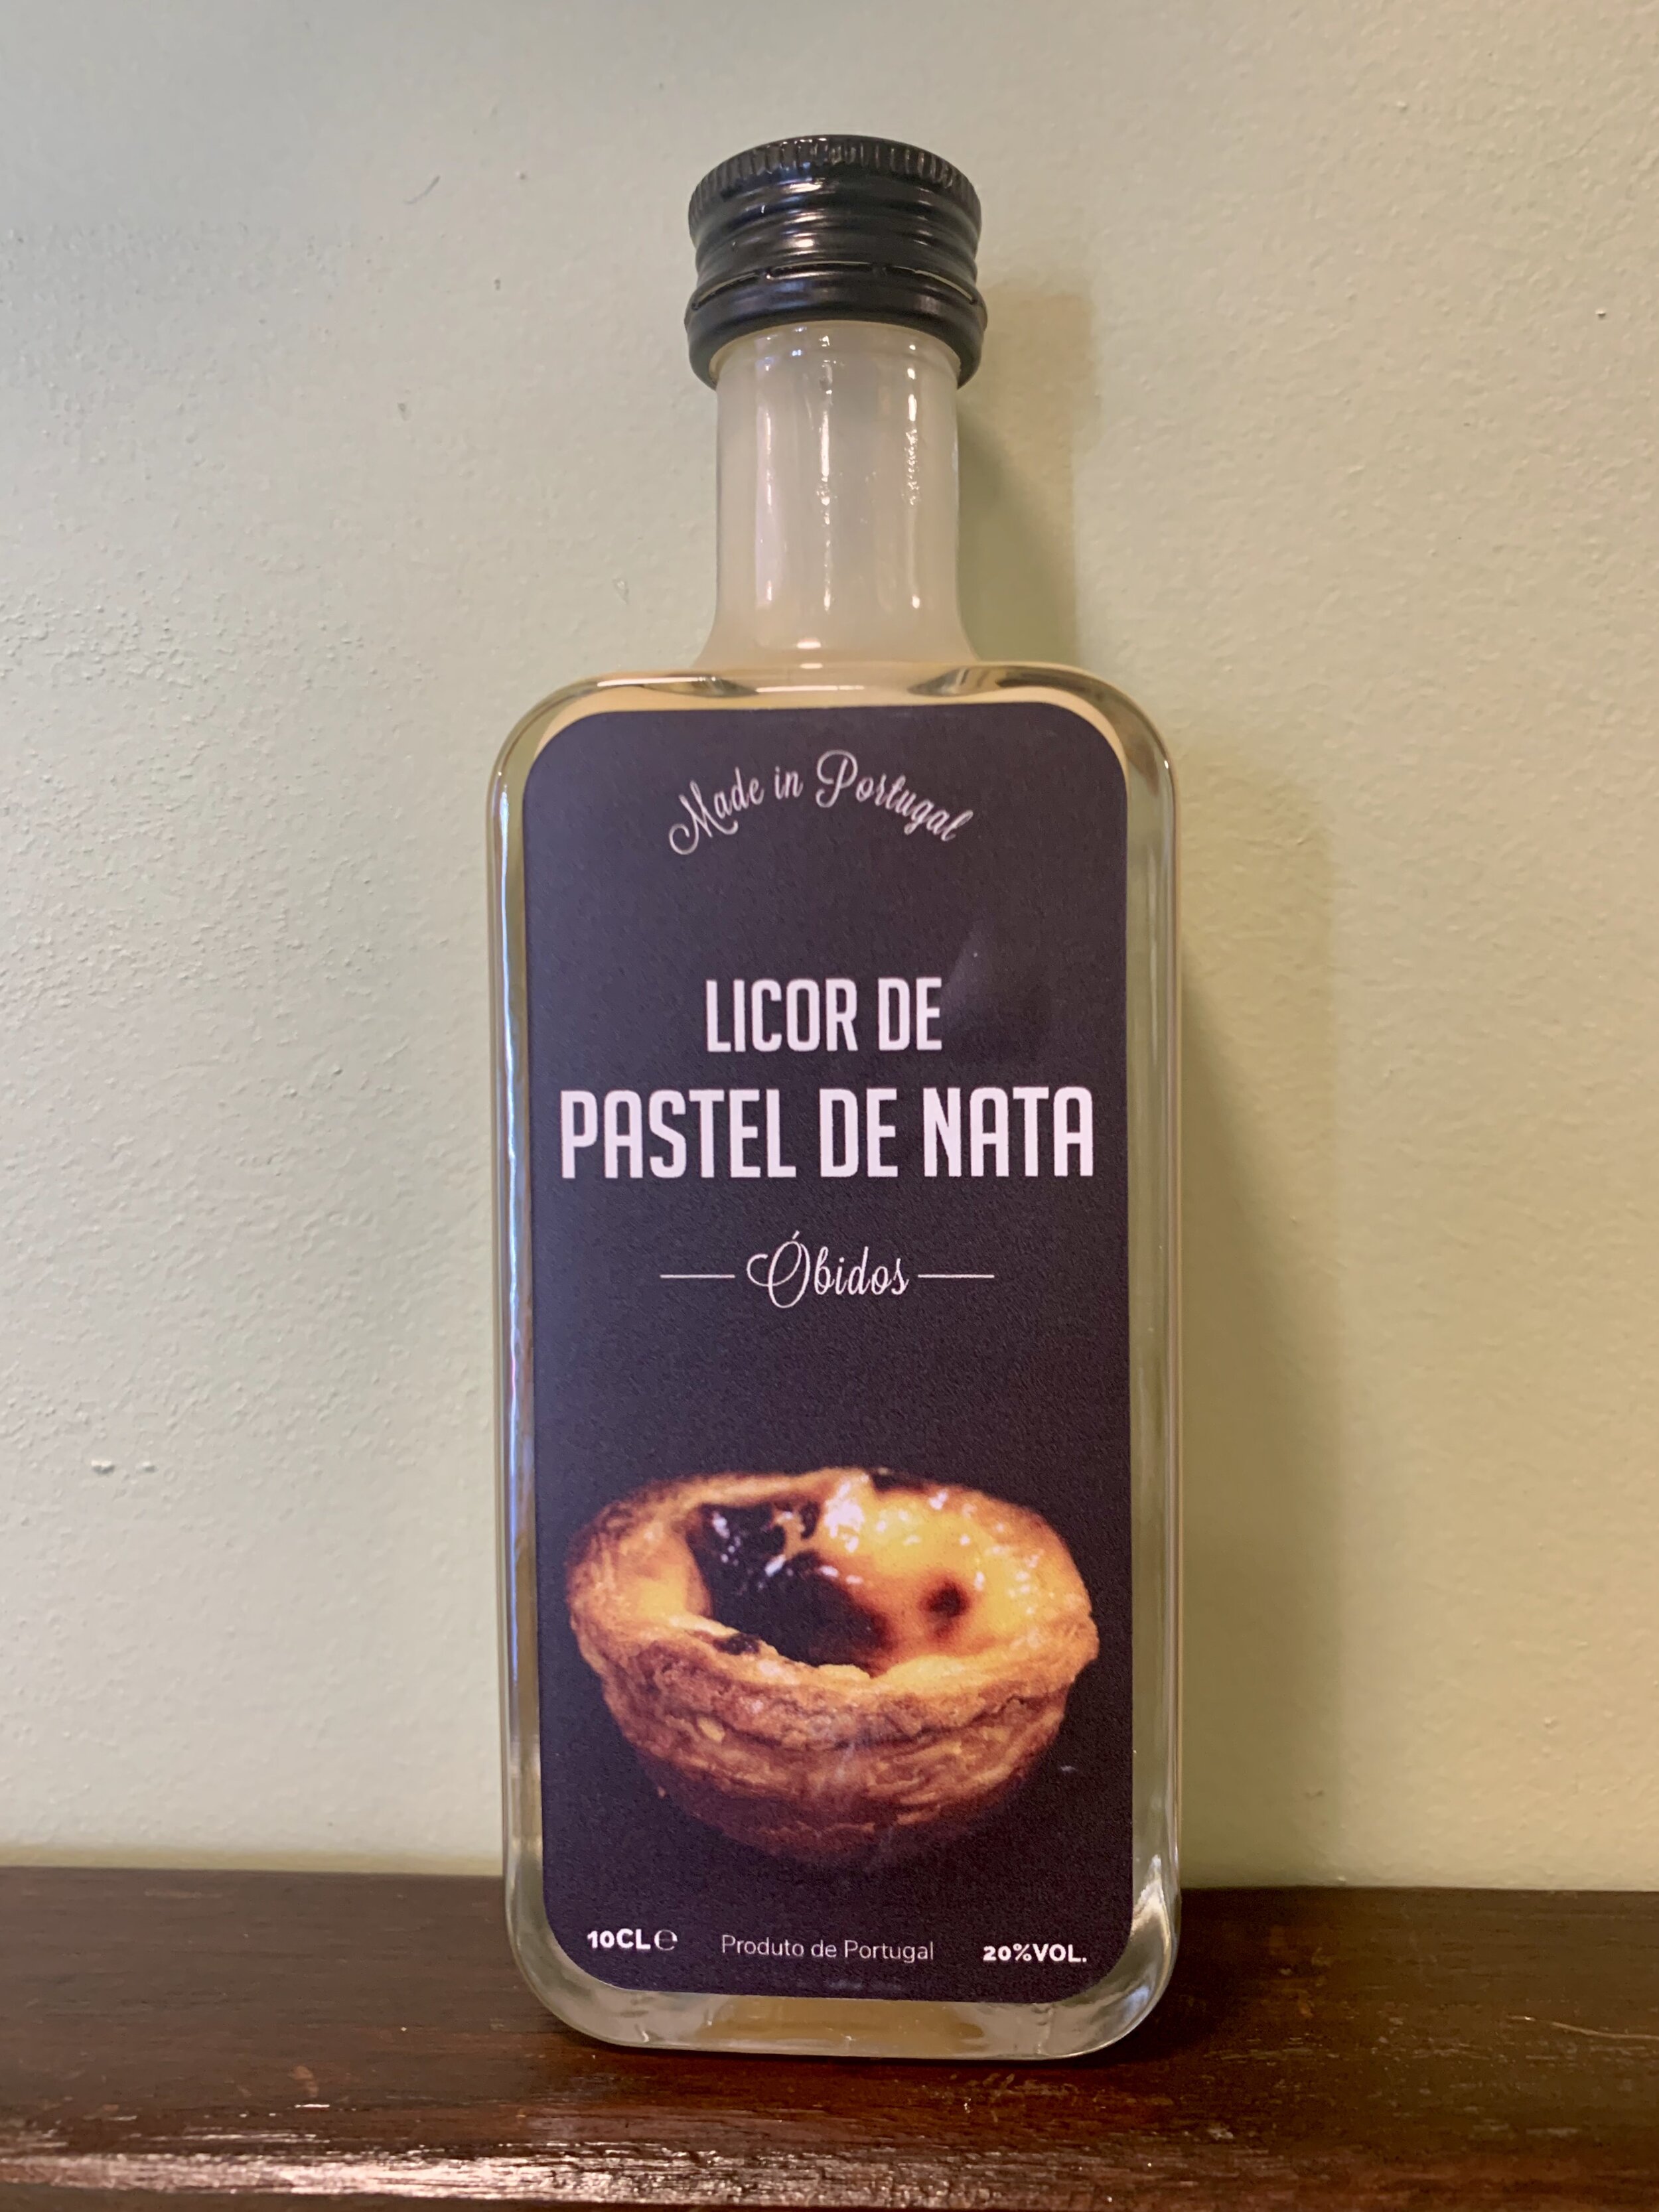 Made in Portugal
LICOR DE
PASTEL DE NATA
Óbidos
10CL℮ Produto de Portugal 20%VOL.